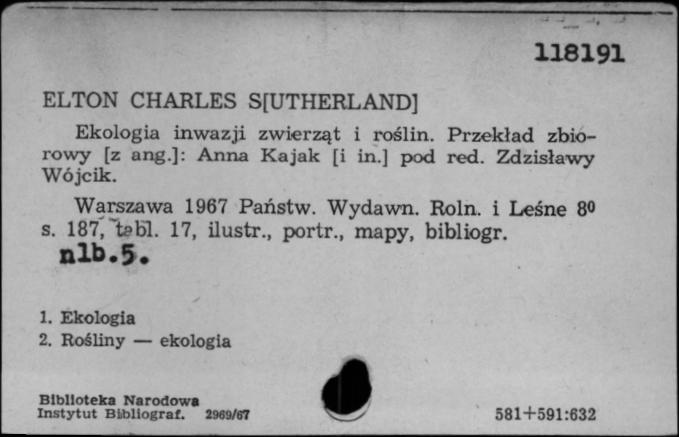 118191
ELTON CHARLES S[UTHERLAND]
Ekologia inwazji zwierząt i roślin. Przekład zbio-
rowy [z ang.]: Anna Kajak [i in.] pod red. Zdzisławy
Wójcik.
Warszawa 1967 Państw. Wydawn. Roln. i Leśne 8⁰
s. 187, tabl. 17, ilustr., portr., mapy, bibliogr.
nlb.5.
1. Ekologia
2. Rośliny — ekologia
Biblioteka Narodowa
Instytut Bibliograf. 2969/67
581+591:632